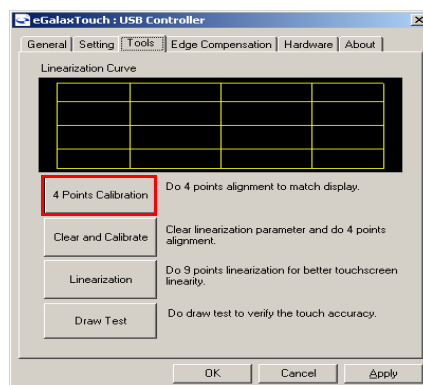 eGalaxTouch : USB Controller
General Setting Tools Edge Compensation Hardware About
Linearization Curve
4 Points Calibration
Do 4 points alignment to match display.
Clear and Calibrate
Clear linearization parameter and do 4 points
alignment.
Linearization
Do 9 points linearization for better touchscreen
linearity.
Draw Test
Do draw test to verify the touch accuracy.
OK Cancel Apply